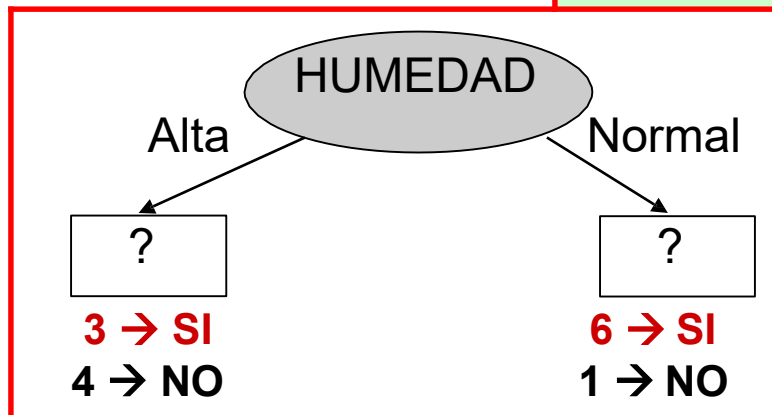 HUMEDAD
Alta
Normal
?
?
3 → SI
6 → SI
4 → NO
1 → NO